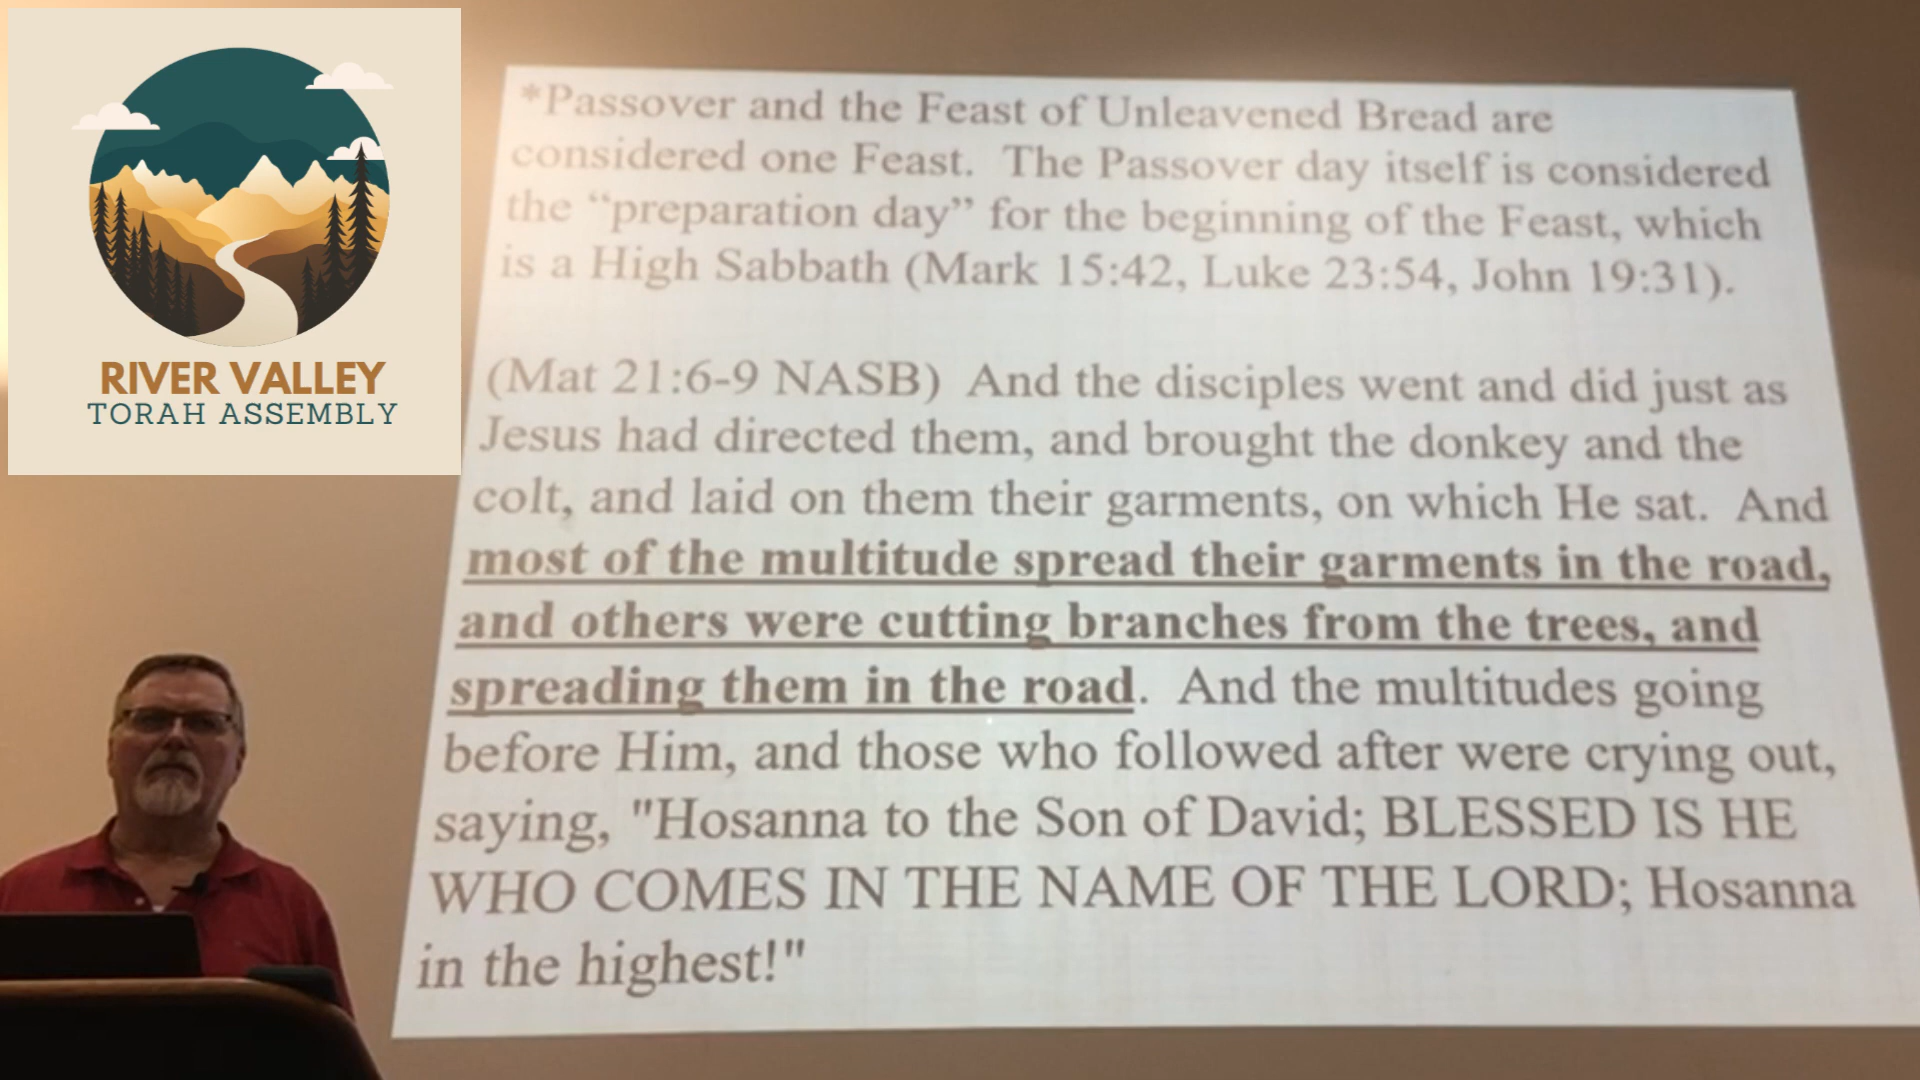 RIVER VALLEY
TORAH ASSEMBLY
*Passover and the Feast of Unleavened Bread are
considered one Feast.  The Passover day itself is considered
the “preparation day” for the beginning of the Feast, which
is a High Sabbath (Mark 15:42, Luke 23:54, John 19:31).
(Mat 21:6-9 NASB)  And the disciples went and did just as
Jesus had directed them, and brought the donkey and the
colt, and laid on them their garments, on which He sat.  And
most of the multitude spread their garments in the road,
and others were cutting branches from the trees, and
spreading them in the road.  And the multitudes going
before Him, and those who followed after were crying out,
saying, "Hosanna to the Son of David; BLESSED IS HE
WHO COMES IN THE NAME OF THE LORD; Hosanna
in the highest!"